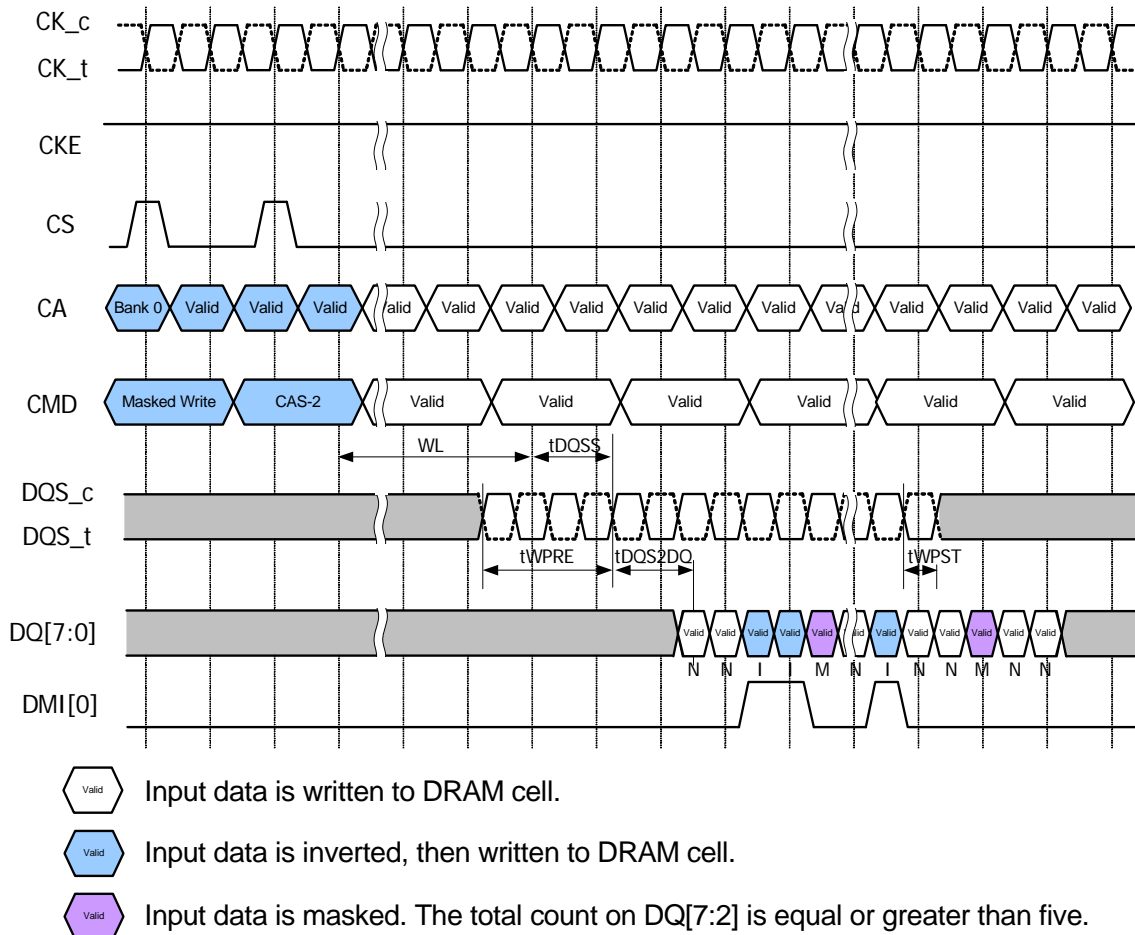 CK_c
CK_t
CKE
CS
CA
Bank 0 Valid Valid Valid alid Valid Valid Valid Valid Valid Valid Valid Valid Valid Valid Valid
CMD
Masked Write CAS-2 Valid Valid Valid Valid Valid Valid
WL tDQSS
DQS_c
DQS_t
tWPRE tDQS2DQ tWPST
DQ[7:0]
Valid Valid Valid Valid Valid Valid Valid Valid Valid Valid Valid Valid
N N I I M N I N N M N N
DMI[0]
Valid Input data is written to DRAM cell.
Valid Input data is inverted, then written to DRAM cell.
Valid Input data is masked. The total count on DQ[7:2] is equal or greater than five.